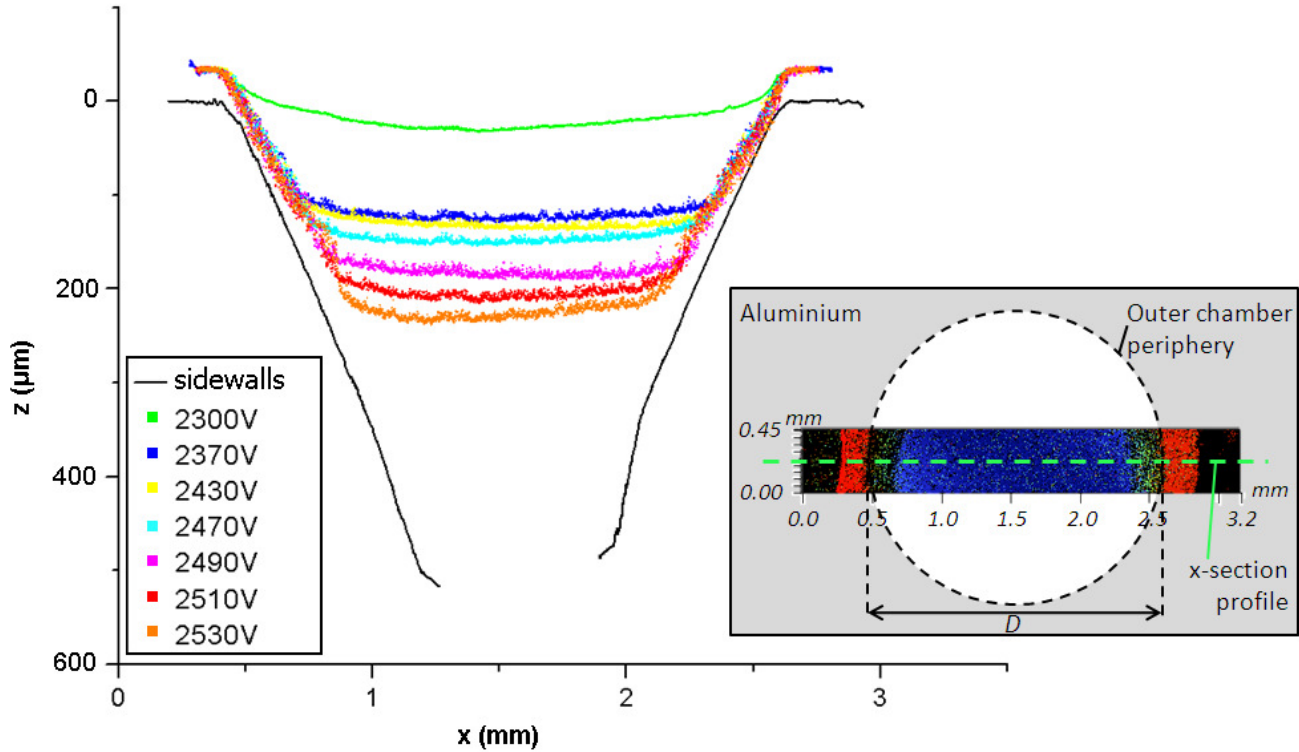 0
200
400
600
z (µm)
0
1
2
3
x (mm)
sidewalls
2300V
2370V
2430V
2470V
2490V
2510V
2530V
Aluminium
Outer chamber
periphery
0.45 mm
0.00
0.0 0.5 1.0 1.5 2.0 2.5 3.2
mm
x-section
profile
D